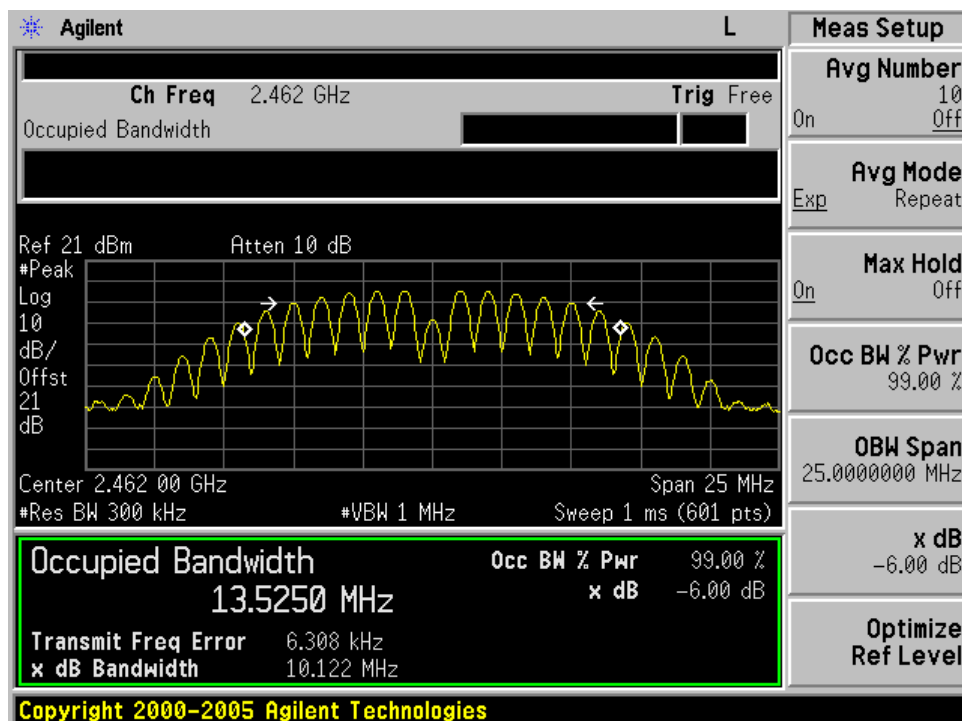 Agilent L
Ch Freq 2.462 GHz Trig Free
Occupied Bandwidth
Ref 21 dBm Atten 10 dB
#Peak
Log
10
dB/
Offst
21
dB
Center 2.462 00 GHz Span 25 MHz
#Res BW 300 kHz #VBW 1 MHz Sweep 1 ms (601 pts)
Occupied Bandwidth Occ BW % Pwr 99.00 %
13.5250 MHz x dB -6.00 dB
Transmit Freq Error 6.308 kHz
x dB Bandwidth 10.122 MHz
Copyright 2000-2005 Agilent Technologies
Meas Setup
Avg Number
10
On Off
Avg Mode
Exp Repeat
Max Hold
On Off
Occ BW % Pwr
99.00 %
OBW Span
25.0000000 MHz
x dB
-6.00 dB
Optimize
Ref Level